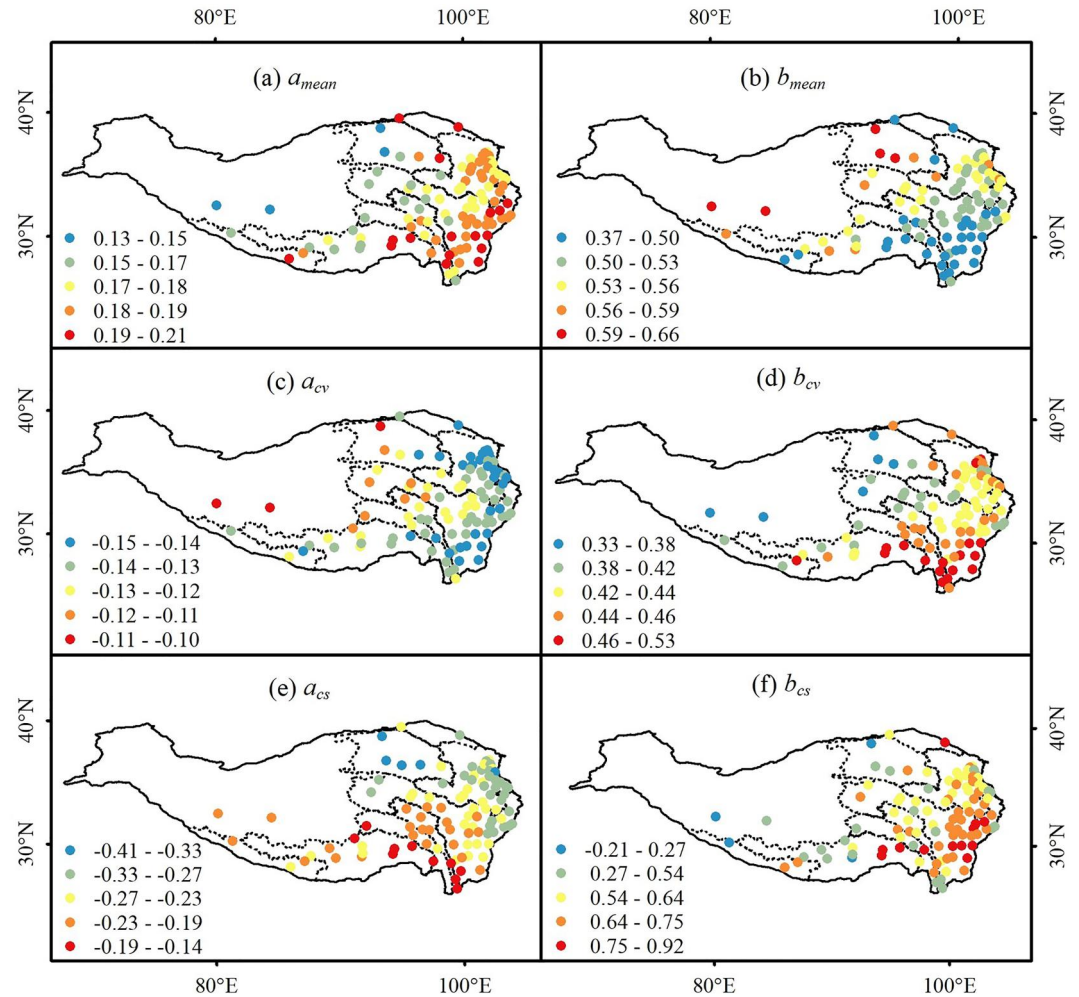 80°E 100°E 80°E 100°E
(a) amean
40°N
30°N
0.13 - 0.15
0.15 - 0.17
0.17 - 0.18
0.18 - 0.19
0.19 - 0.21
(b) bmean
40°N
30°N
0.37 - 0.50
0.50 - 0.53
0.53 - 0.56
0.56 - 0.59
0.59 - 0.66
(c) acv
40°N
30°N
-0.15 - -0.14
-0.14 - -0.13
-0.13 - -0.12
-0.12 - -0.11
-0.11 - -0.10
(d) bcv
40°N
30°N
0.33 - 0.38
0.38 - 0.42
0.42 - 0.44
0.44 - 0.46
0.46 - 0.53
(e) acs
40°N
30°N
-0.41 - -0.33
-0.33 - -0.27
-0.27 - -0.23
-0.23 - -0.19
-0.19 - -0.14
(f) bcs
40°N
30°N
-0.21 - 0.27
0.27 - 0.54
0.54 - 0.64
0.64 - 0.75
0.75 - 0.92
80°E 100°E 80°E 100°E